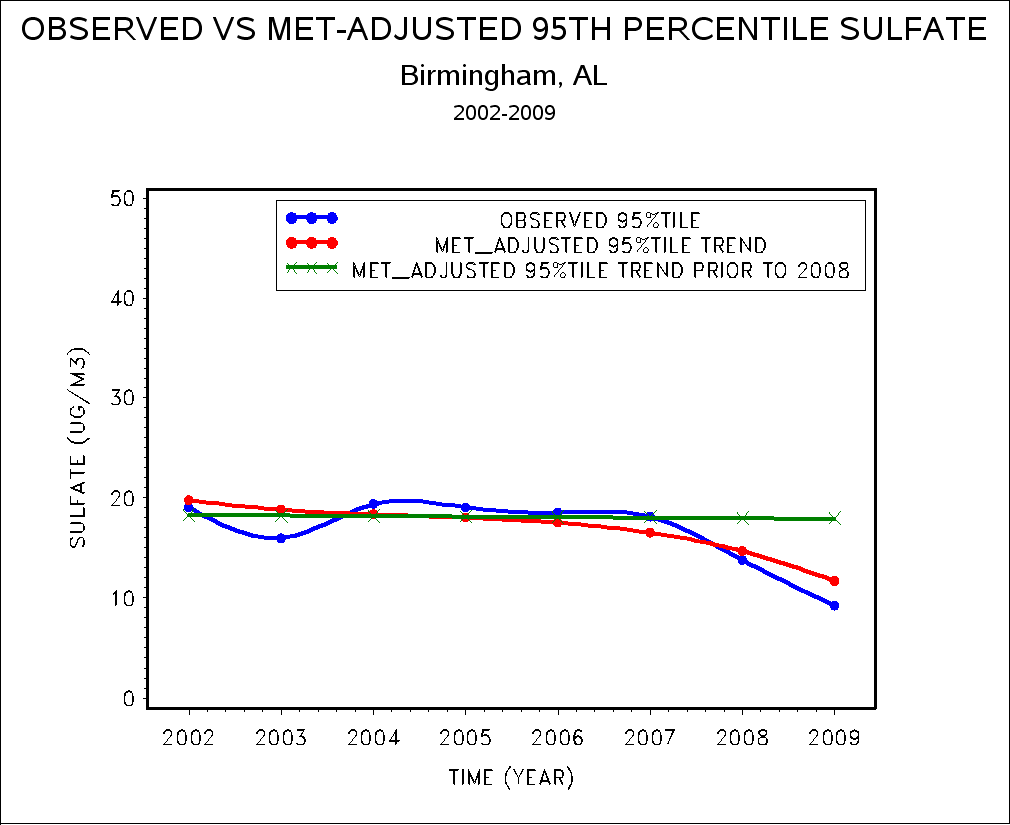 OBSERVED VS MET-ADJUSTED 95TH PERCENTILE SULFATE
Birmingham, AL
2002-2009
OBSERVED 95%TILE
MET_ADJUSTED 95%TILE TREND
MET_ADJUSTED 95%TILE TREND PRIOR TO 2008
SULFATE (UG/M3)
50
40
30
20
10
0
2002 2003 2004 2005 2006 2007 2008 2009
TIME (YEAR)